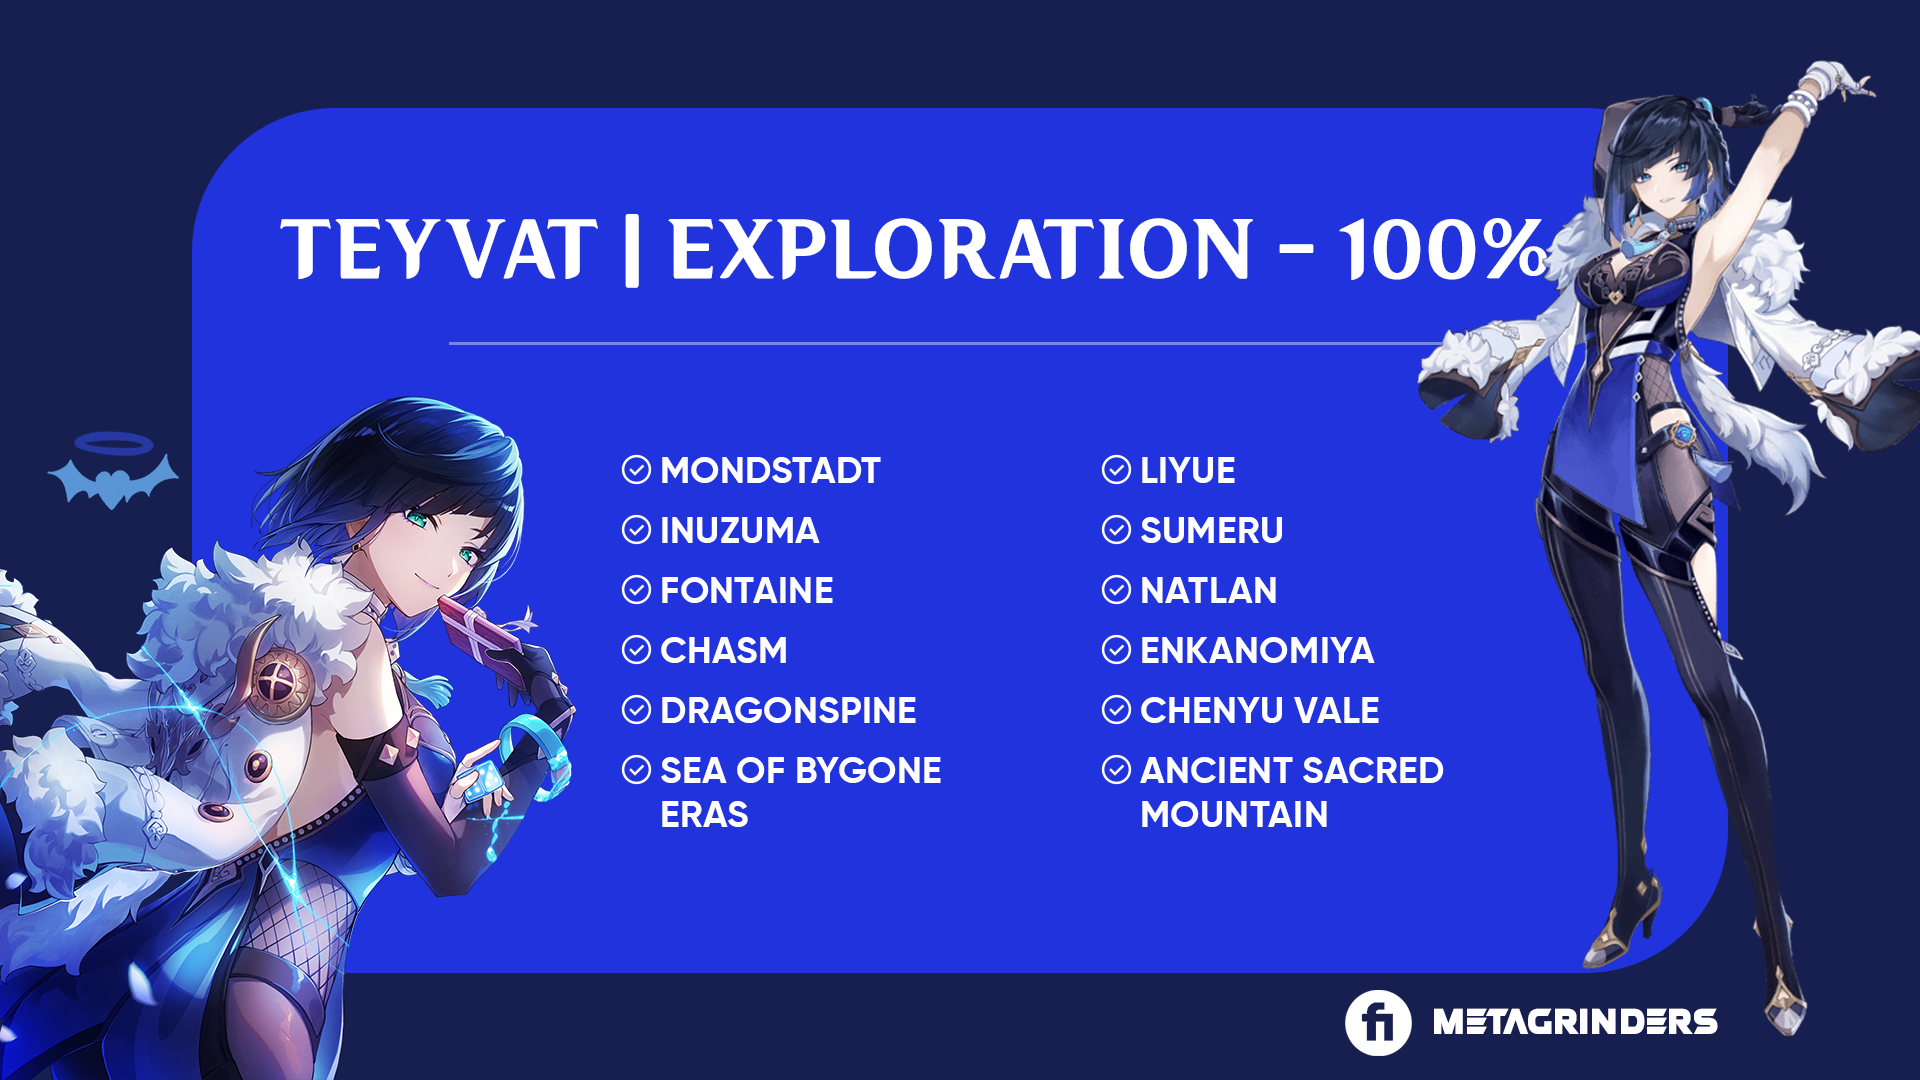 TEYVAT | EXPLORATION - 100%
MONDSTADT
INUZUMA
FONTAINE
CHASM
DRAGONSPINE
SEA OF BYGONE
ERAS
LIYUE
SUMERU
NATLAN
ENKANOMIYA
CHENYU VALE
ANCIENT SACRED
MOUNTAIN
fi METAGRINDERS